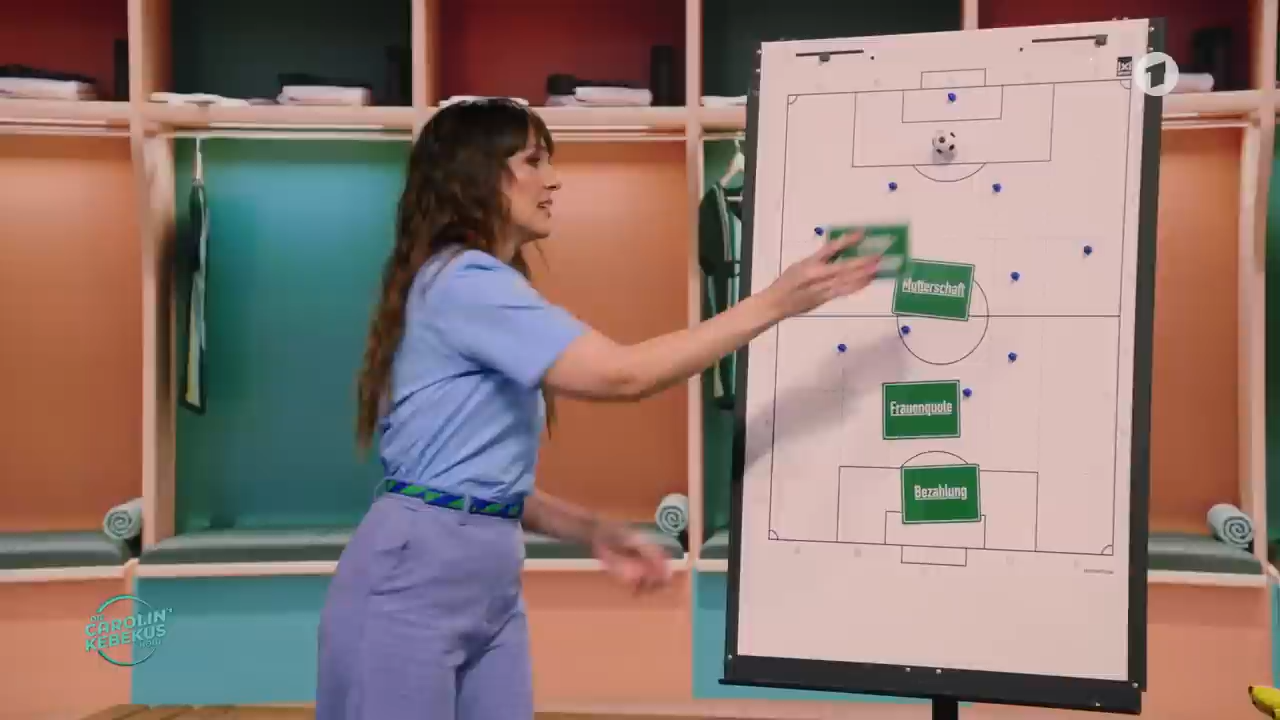 1
Mutterschaft
Frauenquote
Bezahlung
DIE
CAROLIN
KEBEKUS
SHOW